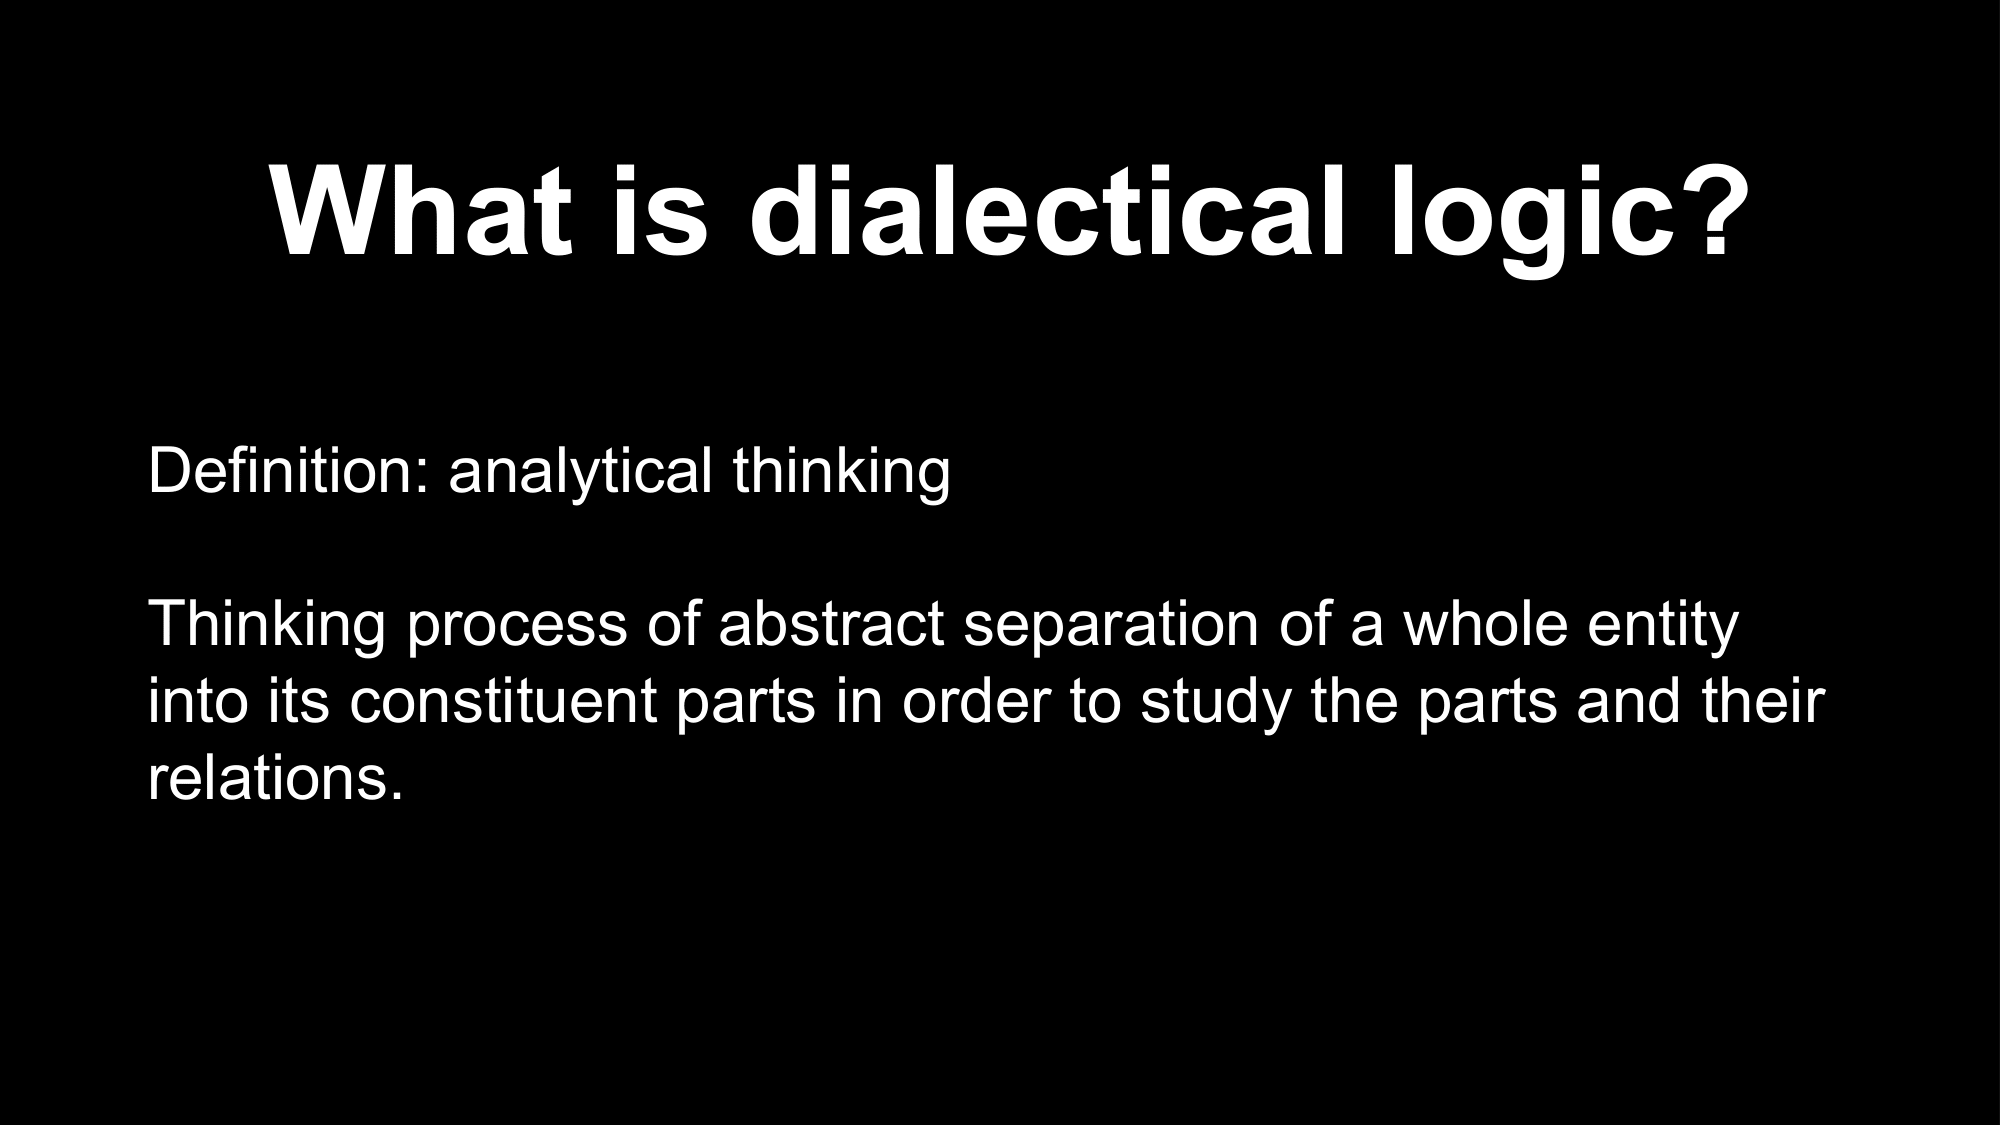 What is dialectical logic?
Definition: analytical thinking
Thinking process of abstract separation of a whole entity
into its constituent parts in order to study the parts and their
relations.